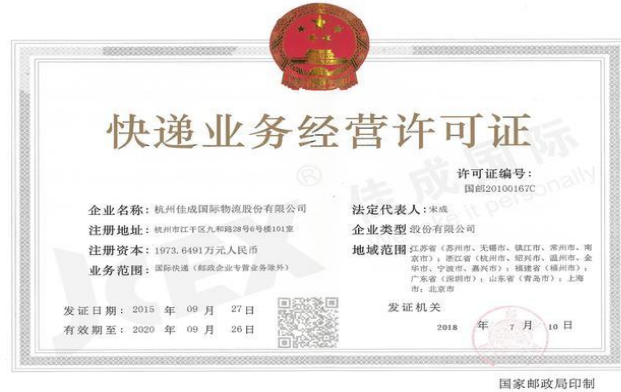 快递业务经营许可证
许可证编号:
国邮20100167C
企业名称: 杭州佳成国际物流股份有限公司
法定代表人: 宋成
注册地址: 杭州市江干区九和路28号6号楼101室
企业类型: 股份有限公司
注册资本: 1973.6491万元人民币
地域范围: 江苏省(苏州市、无锡市、镇江市、常州市、南
京市); 浙江省(杭州市、绍兴市、温州市、金
华市、宁波市、嘉兴市); 福建省(福州市);
广东省(深圳市); 山东省(青岛市); 上海
市; 北京市
业务范围: 国际快递(邮政企业专营业务除外)
发证日期: 2015 年 09 月 27日
有效期至: 2020 年 09 月 26日
发证机关
2018 年 7 月 10日
国家邮政局印制
JCEX®佳成国际
make it personally